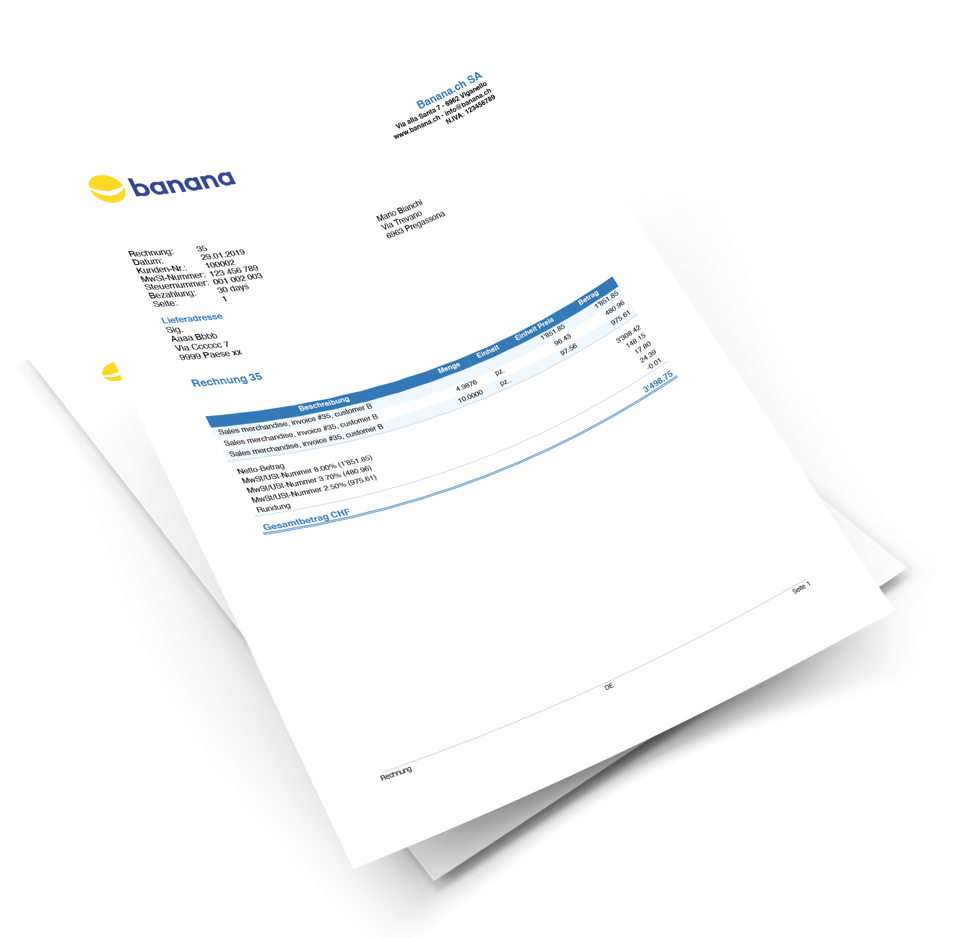 Banana.ch SA
Via alla Santa 7 - 6962 Viganello
www.banana.ch - info@banana.ch
N.IVA: 123456789
banana
Mario Bianchi
Via Trevano
6963 Pregassona
Rechnung: 35
Datum: 29.01.2019
Kunden-Nr.: 100002
MwSt-Nummer: 123 456 789
Steuernummer: 001 002 003
Bezahlung: 30 days
Seite: 1
Lieferadresse
Sig.
Aaaa Bbbb
Via Cccccc 7
9999 Paese xx
Rechnung 35
Beschreibung Menge Einheit Einheit Preis Betrag
Sales merchandise, invoice #35, customer B 1'851.85 1'851.85
Sales merchandise, invoice #35, customer B 4.9876 pz. 96.43 480.96
Sales merchandise, invoice #35, customer B 10.0000 pz.. 97.56 975.61
Netto-Betrag 3'308.42
MwSt/USt-Nummer 8.00% (1'851.85) 148.15
MwSt/USt-Nummer 3.70% (480.96) 17.80
MwSt/USt-Nummer 2.50% (975.61) 24.39
Rundung -0.01
Gesamtbetrag CHF 3'498.75
Rechnung DE Seite 1